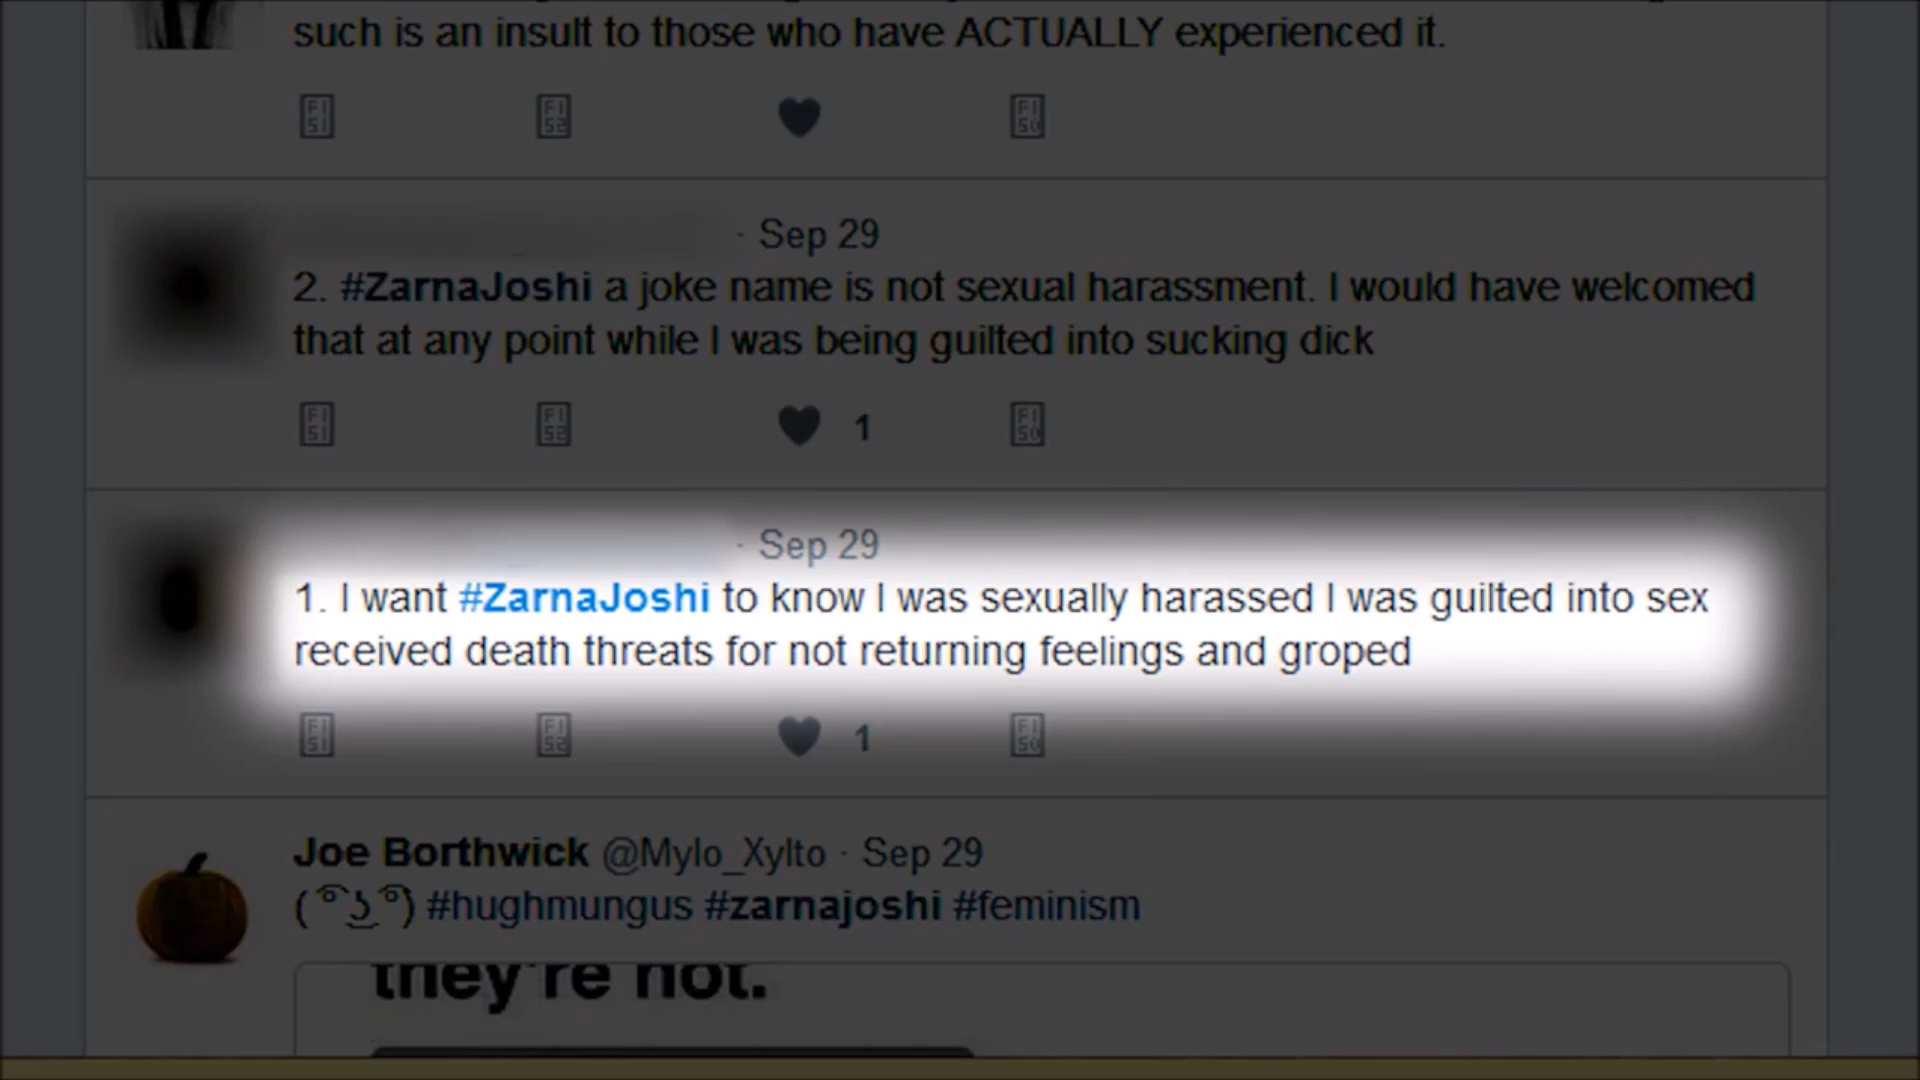 such is an insult to those who have ACTUALLY experienced it.
· Sep 29
2. #ZarnaJoshi a joke name is not sexual harassment. I would have welcomed
that at any point while I was being guilted into sucking dick
1
· Sep 29
1. I want #ZarnaJoshi to know I was sexually harassed I was guilted into sex
received death threats for not returning feelings and groped
1
Joe Borthwick @Mylo_Xylto · Sep 29
( ͡° ͜ʖ ͡°) #hughmungus #zarnajoshi #feminism
they're not.